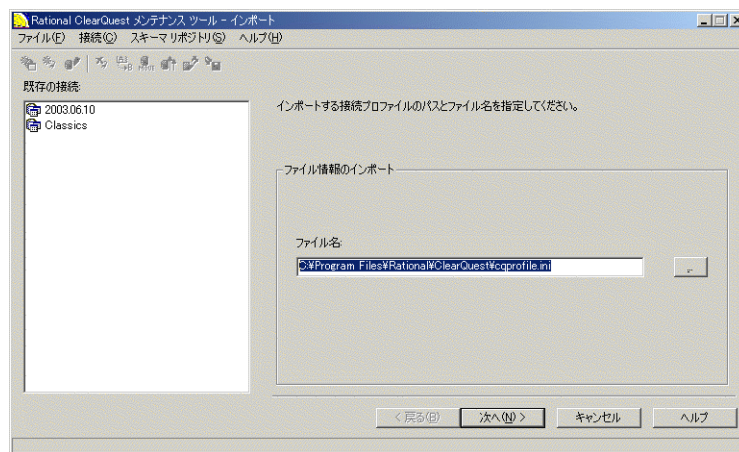 Rational ClearQuest メンテナンス ツール - インポート
ファイル(F) 接続(C) スキーマ リポジトリ(S) ヘルプ(H)
既存の接続:
2003.06.10
Classics
インポートする接続プロファイルのパスとファイル名を指定してください。
ファイル情報のインポート
ファイル名:
C:¥Program Files¥Rational¥ClearQuest¥cqprofile.ini
..
< 戻る(B) 次へ(N) > キャンセル ヘルプ